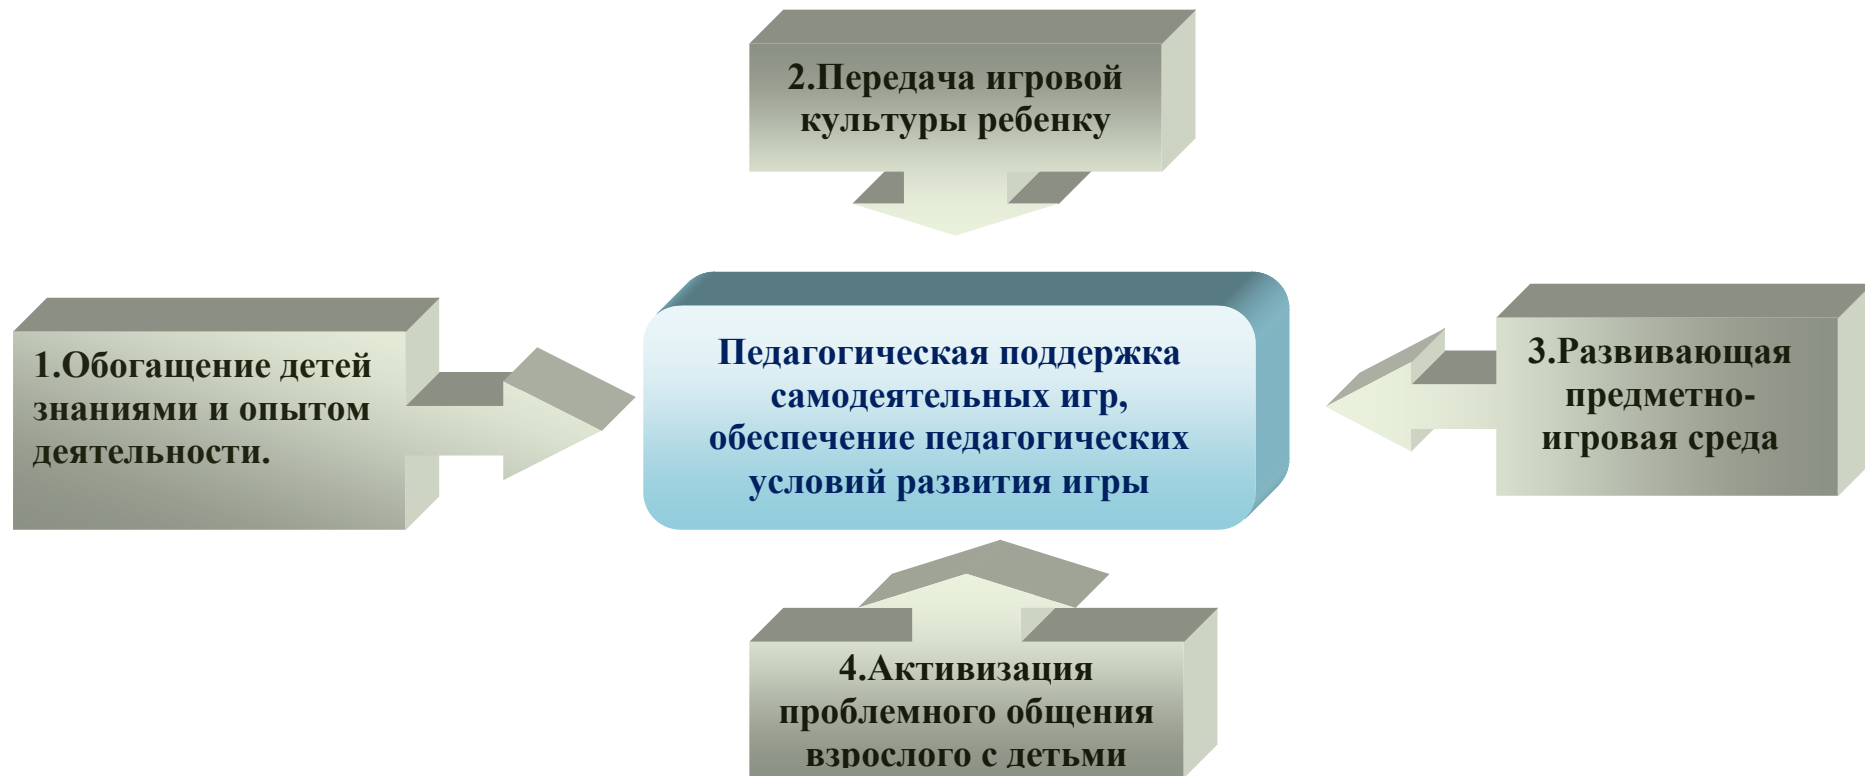 2.Передача игровой
культуры ребенку
1.Обогащение детей
знаниями и опытом
деятельности.
Педагогическая поддержка
самодеятельных игр,
обеспечение педагогических
условий развития игры
3.Развивающая
предметно-
игровая среда
4.Активизация
проблемного общения
взрослого с детьми